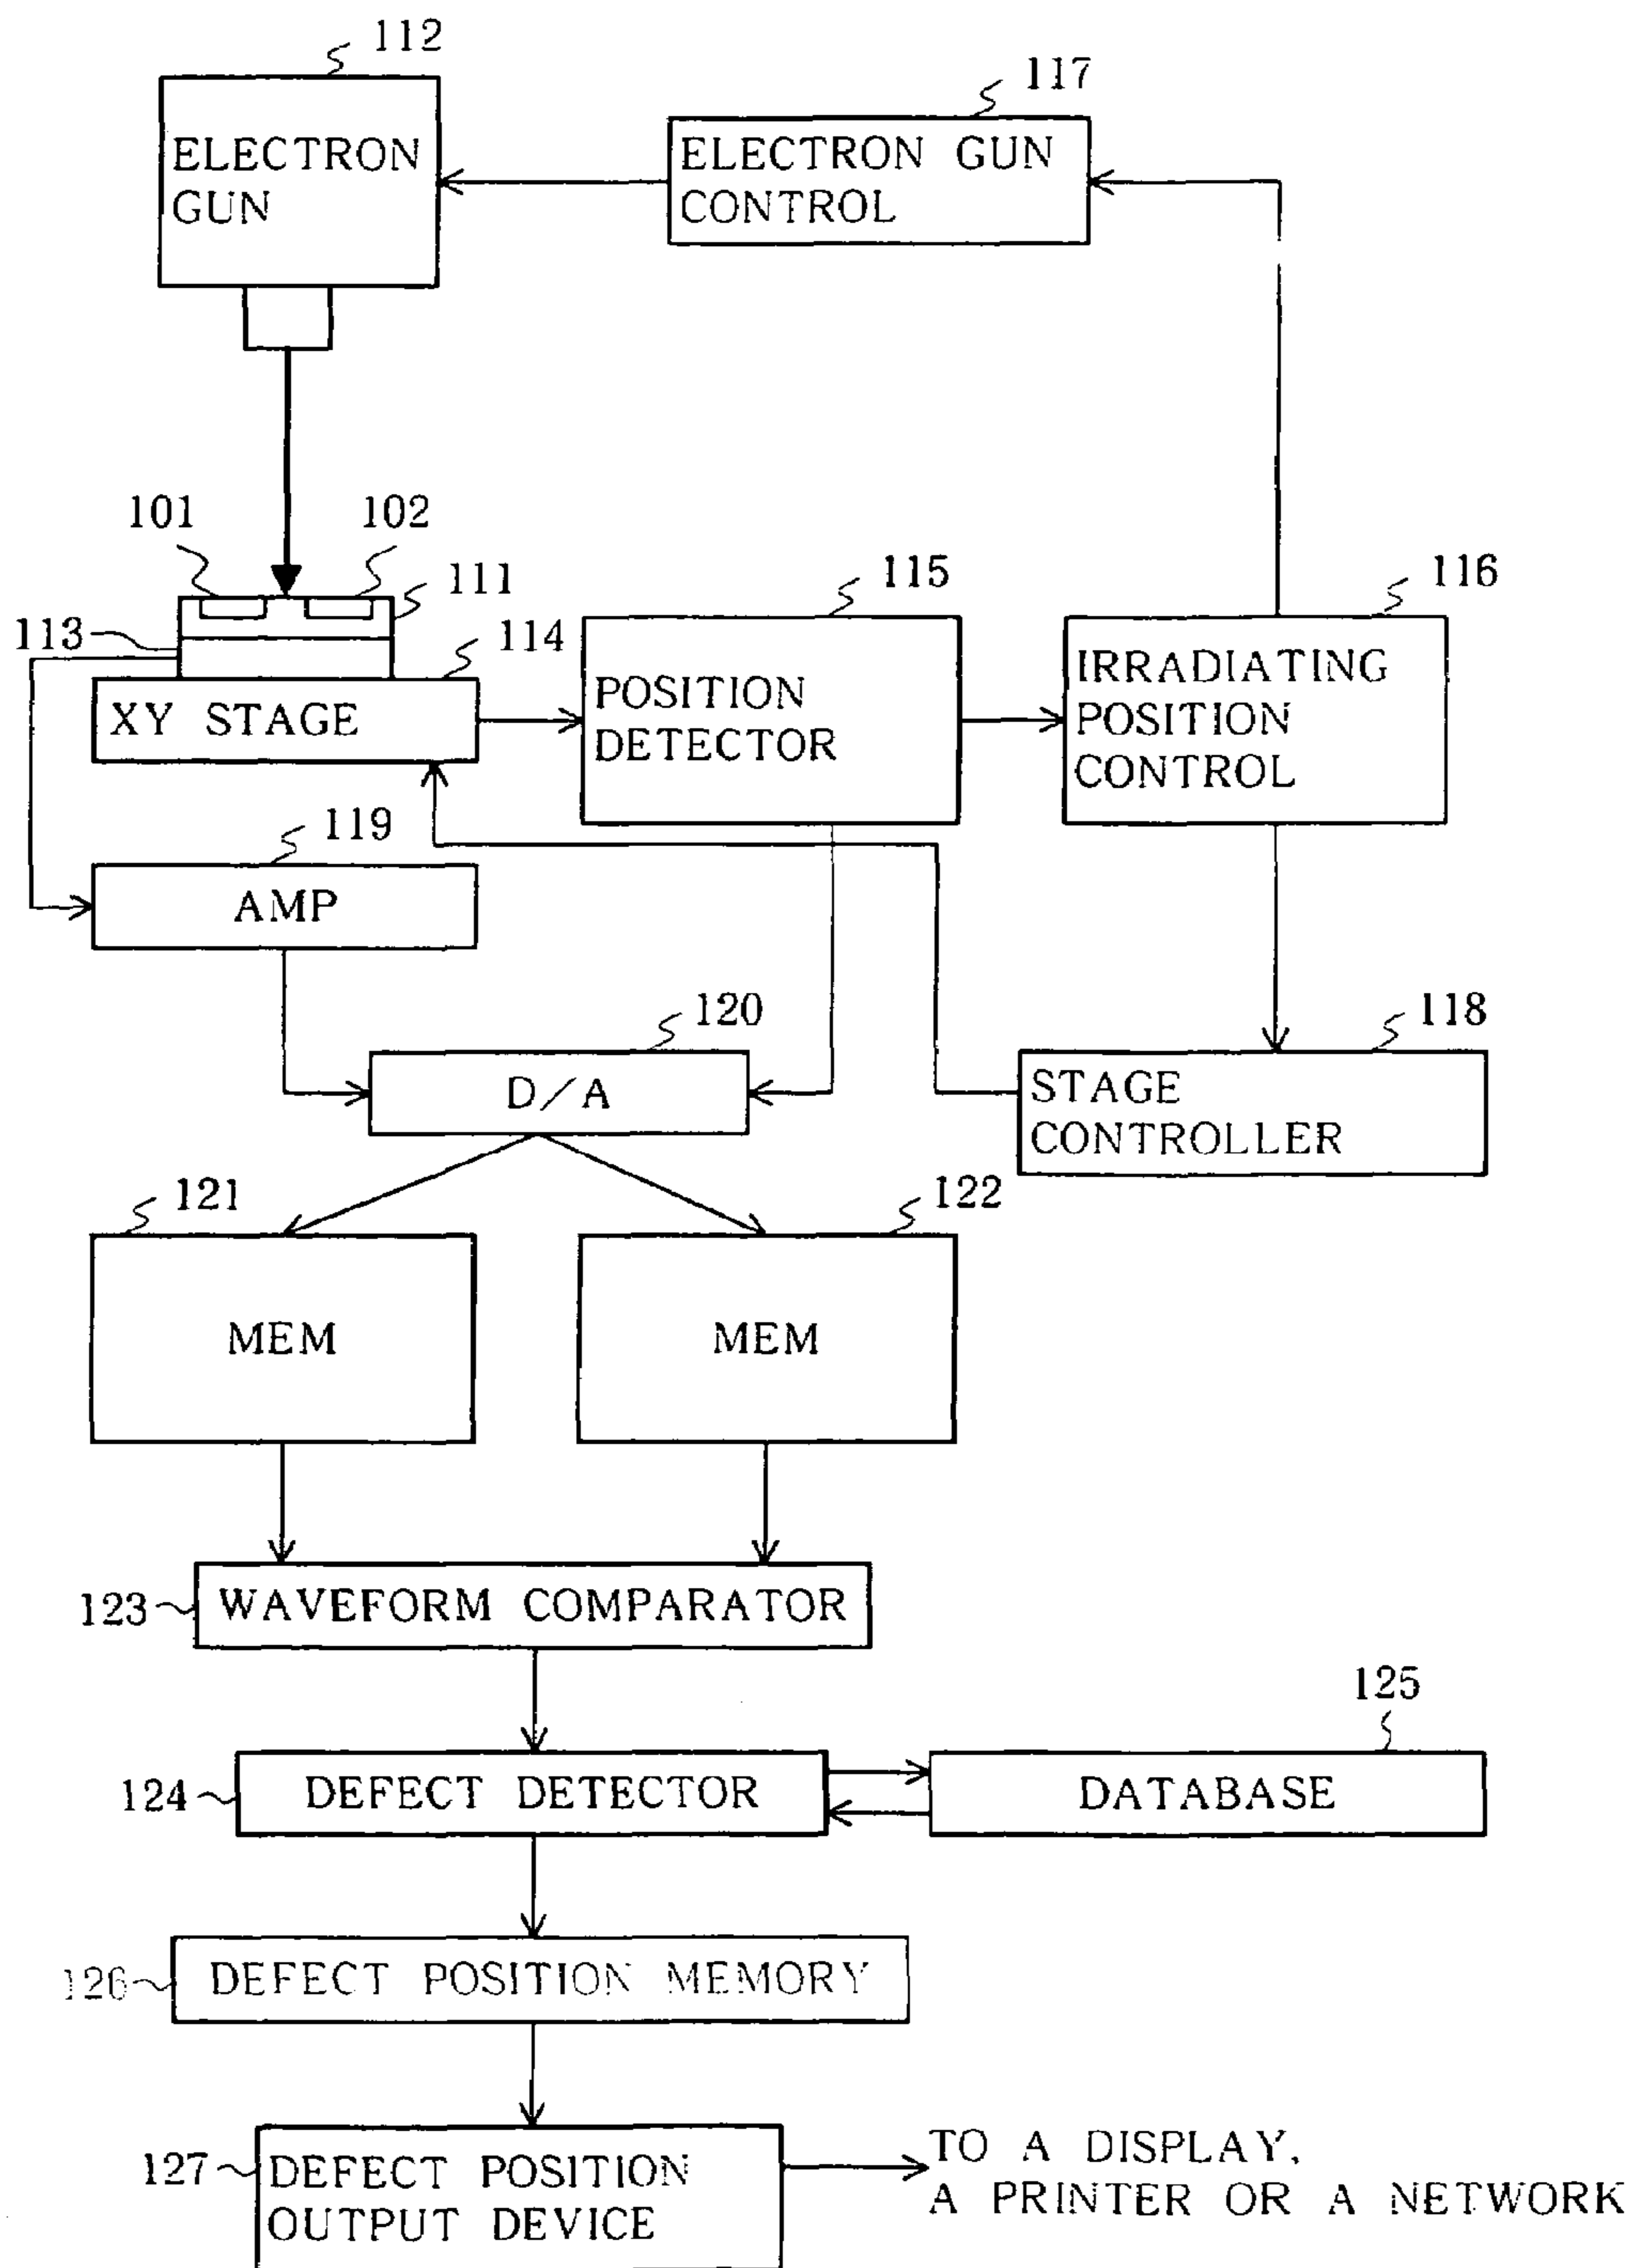 112
117
ELECTRON
GUN
ELECTRON GUN
CONTROL
101
102
111
115
116
113
114
XY STAGE
POSITION
DETECTOR
IRRADIATING
POSITION
CONTROL
119
AMP
120
118
D/A
STAGE
CONTROLLER
121
122
MEM
MEM
123
WAVEFORM COMPARATOR
125
124
DEFECT DETECTOR
DATABASE
126
DEFECT POSITION MEMORY
127
DEFECT POSITION
OUTPUT DEVICE
TO A DISPLAY,
A PRINTER OR A NETWORK